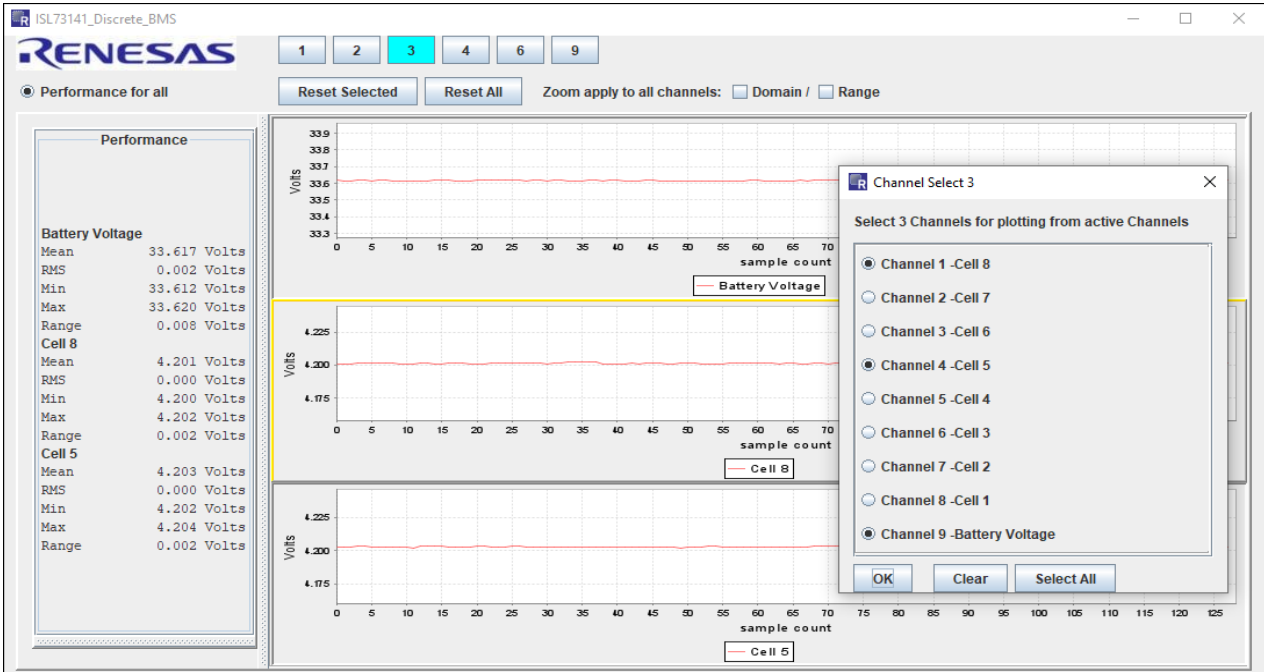 ISL73141_Discrete_BMS
RENESAS
1 2 3 4 6 9
Performance for all
Reset Selected Reset All Zoom apply to all channels: Domain / Range
Performance
Battery Voltage
Mean 33.617 Volts
RMS 0.002 Volts
Min 33.612 Volts
Max 33.620 Volts
Range 0.008 Volts
Cell 8
Mean 4.201 Volts
RMS 0.000 Volts
Min 4.200 Volts
Max 4.202 Volts
Range 0.002 Volts
Cell 5
Mean 4.203 Volts
RMS 0.000 Volts
Min 4.202 Volts
Max 4.204 Volts
Range 0.002 Volts
33.9
33.8
33.7
33.6
33.5
33.4
33.3
Volts
0 5 10 15 20 25 30 35 40 45 50 55 60 65 70
sample count
Battery Voltage
4.225
4.200
4.175
Volts
0 5 10 15 20 25 30 35 40 45 50 55 60 65 70
sample count
Cell 8
4.225
4.200
4.175
Volts
0 5 10 15 20 25 30 35 40 45 50 55 60 65 70 75 80 85 90 95 100 105 110 115 120 125
sample count
Cell 5
R Channel Select 3
Select 3 Channels for plotting from active Channels
Channel 1 -Cell 8
Channel 2 -Cell 7
Channel 3 -Cell 6
Channel 4 -Cell 5
Channel 5 -Cell 4
Channel 6 -Cell 3
Channel 7 -Cell 2
Channel 8 -Cell 1
Channel 9 -Battery Voltage
OK Clear Select All